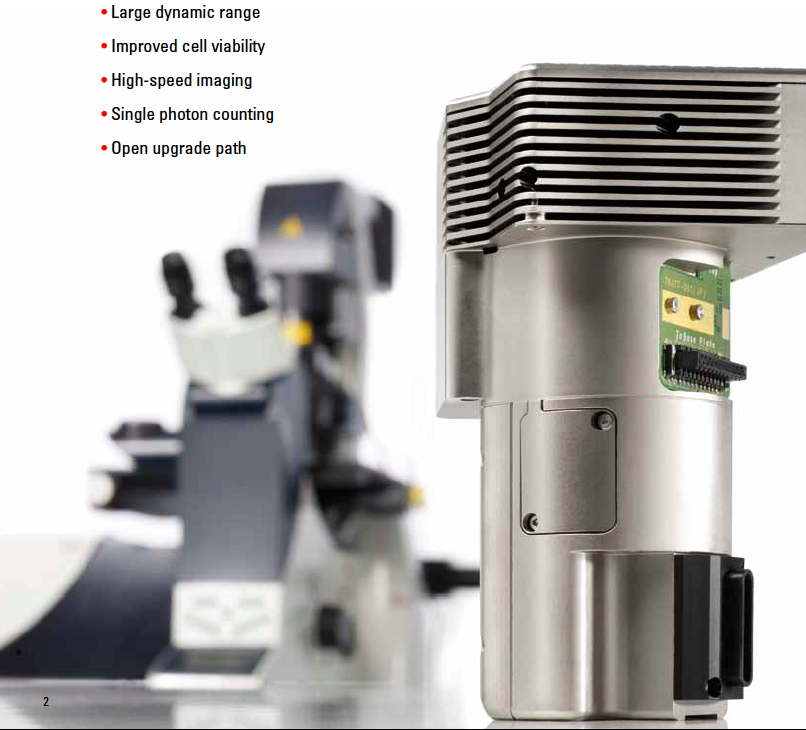 • Large dynamic range
• Improved cell viability
• High-speed imaging
• Single photon counting
• Open upgrade path
2